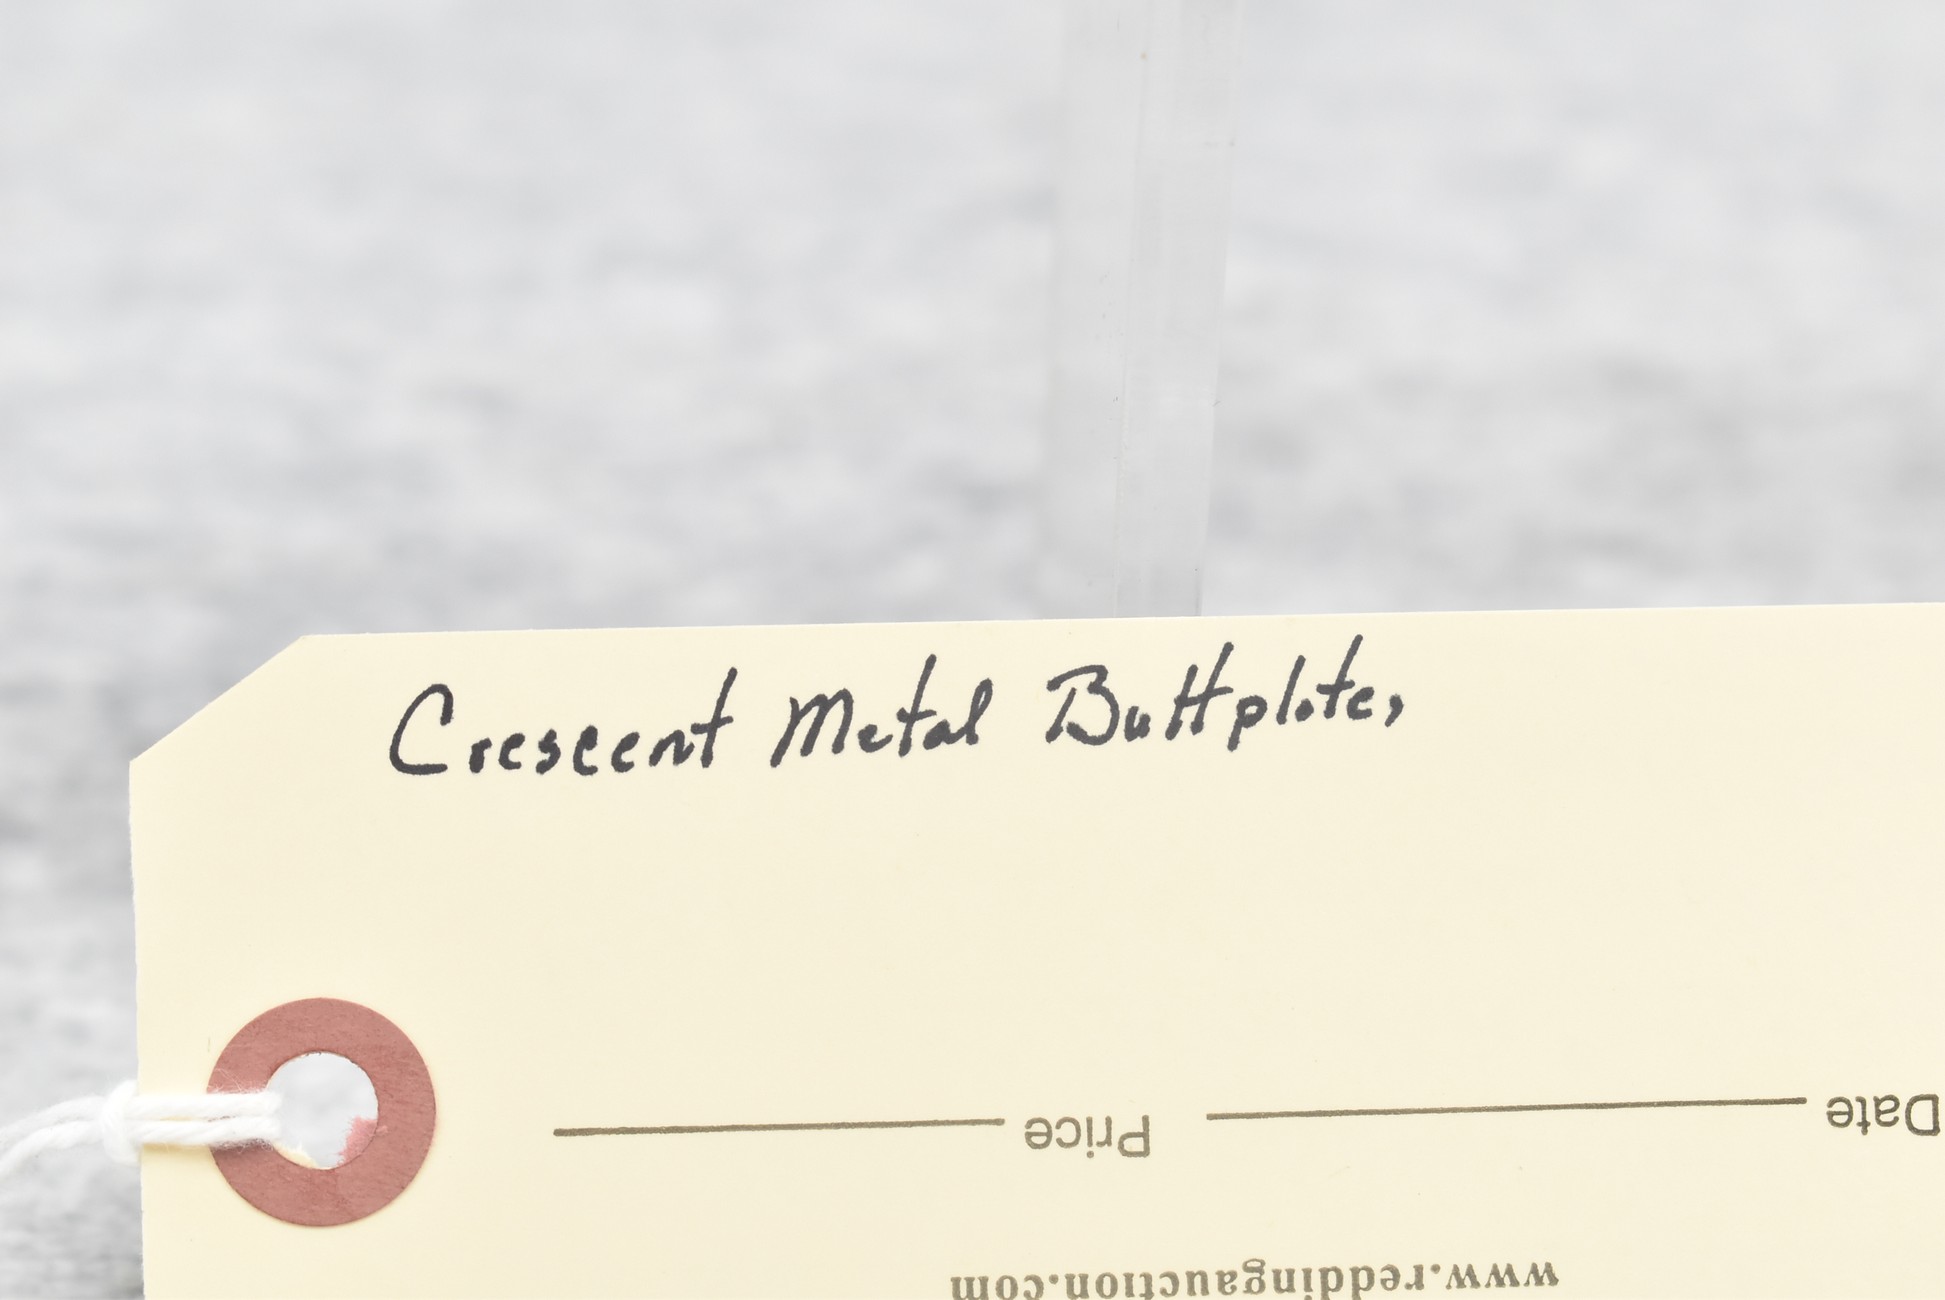 Crescent Metal Buttplate,
Date Price
www.reddingauction.com